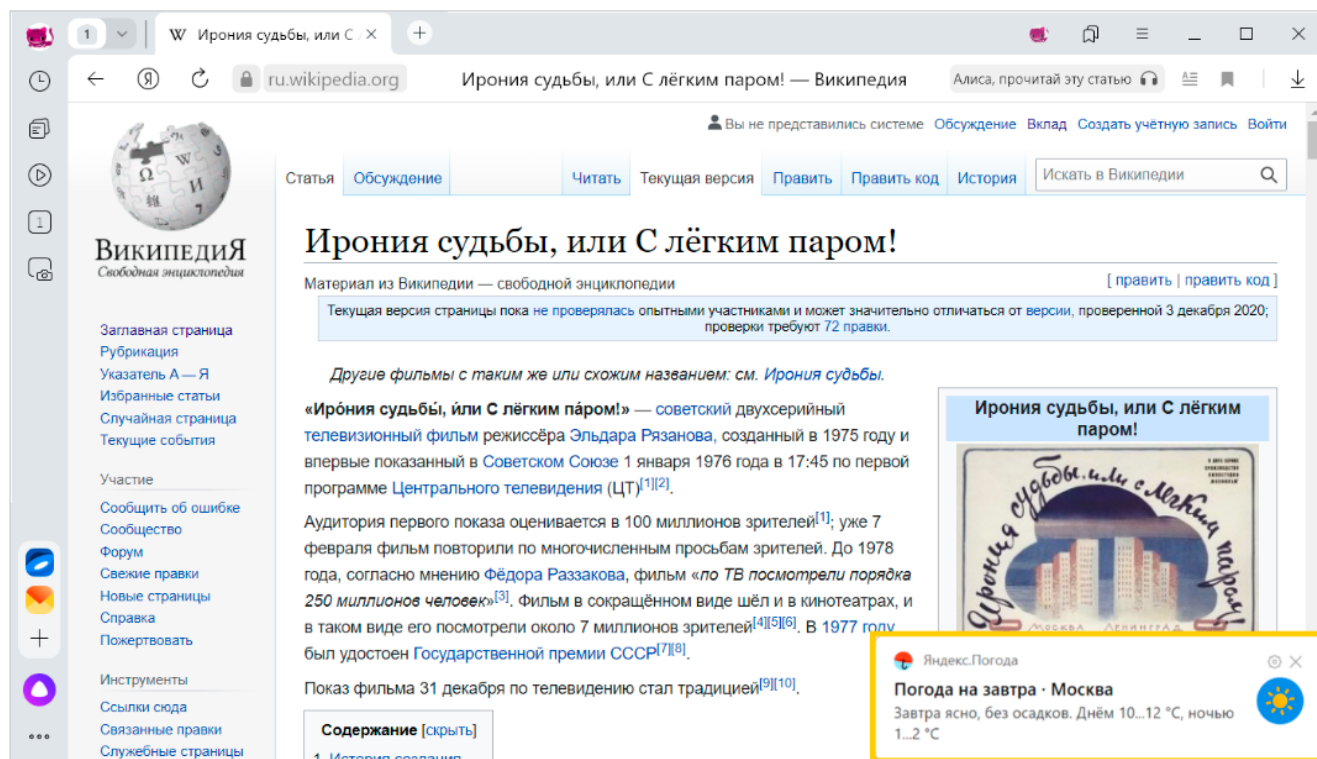 1
W Ирония судьбы, или С
ru.wikipedia.org
Ирония судьбы, или С лёгким паром! — Википедия
Алиса, прочитай эту статью
1
ВИКИПЕДИЯ
Свободная энциклопедия
Заглавная страница
Рубрикация
Указатель А — Я
Избранные статьи
Случайная страница
Текущие события
Участие
Сообщить об ошибке
Сообщество
Форум
Свежие правки
Новые страницы
Справка
Пожертвовать
Инструменты
Ссылки сюда
Связанные правки
Служебные страницы
Вы не представились системе Обсуждение Вклад Создать учётную запись Войти
Статья Обсуждение Читать Текущая версия Править Править код История Искать в Википедии
Ирония судьбы, или С лёгким паром!
Материал из Википедии — свободной энциклопедии
[ править | править код ]
Текущая версия страницы пока не проверялась опытными участниками и может значительно отличаться от версии, проверенной 3 декабря 2020;
проверки требуют 72 правки.
Другие фильмы с таким же или схожим названием: см. Ирония судьбы.
«Иро́ния судьбы́, и́ли С лёгким па́ром!» — советский двухсерийный
телевизионный фильм режиссёра Эльдара Рязанова, созданный в 1975 году и
впервые показанный в Советском Союзе 1 января 1976 года в 17:45 по первой
программе Центрального телевидения (ЦТ)[1][2].
Аудитория первого показа оценивается в 100 миллионов зрителей[1]; уже 7
февраля фильм повторили по многочисленным просьбам зрителей. До 1978
года, согласно мнению Фёдора Раззакова, фильм «по ТВ посмотрели порядка
250 миллионов человек»[3]. Фильм в сокращённом виде шёл и в кинотеатрах, и
в таком виде его посмотрели около 7 миллионов зрителей[4][5][6]. В 1977 году
был удостоен Государственной премии СССР[7][8].
Показ фильма 31 декабря по телевидению стал традицией[9][10].
Содержание [скрыть]
1 История создания
Ирония судьбы, или С лёгким
паром!
Ирония судьбы, или с легким паром!
МОСКВА ЛЕНИНГРАД
Яндекс.Погода
Погода на завтра · Москва
Завтра ясно, без осадков. Днём 10...12 °C, ночью
1...2 °C